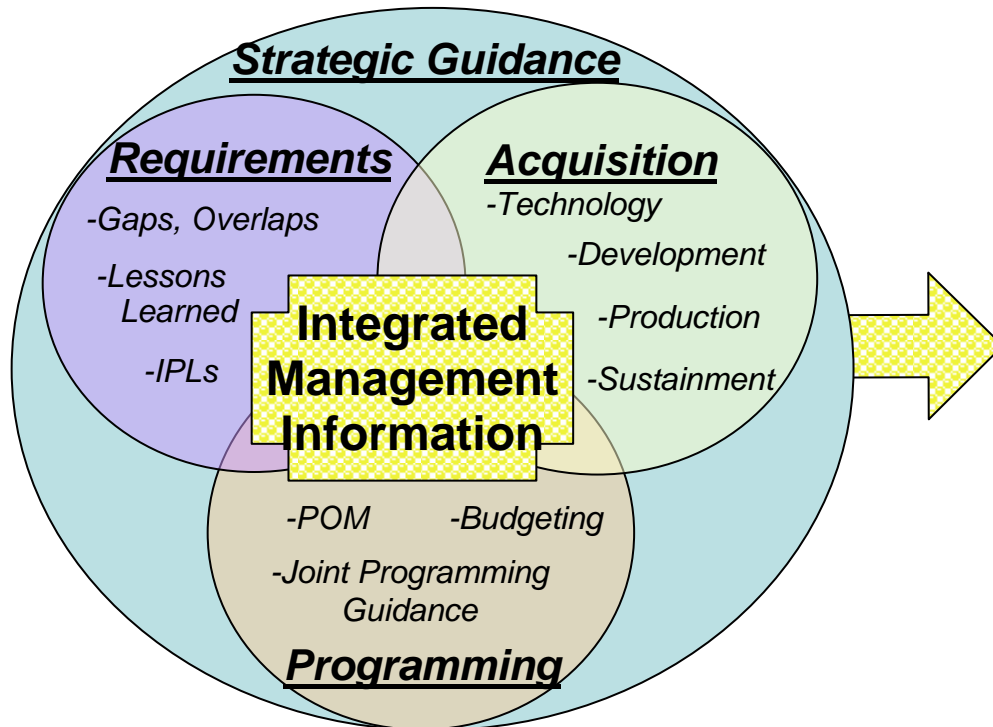 Strategic Guidance
Requirements
-Gaps, Overlaps
-Lessons
Learned
-IPLs
Acquisition
-Technology
-Development
-Production
-Sustainment
Integrated
Management
Information
-POM
-Budgeting
-Joint Programming
Guidance
Programming